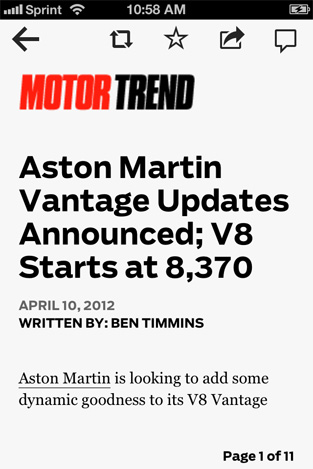 Sprint 10:58 AM
MOTOR TREND
Aston Martin
Vantage Updates
Announced; V8
Starts at 8,370
APRIL 10, 2012
WRITTEN BY: BEN TIMMINS
Aston Martin is looking to add some
dynamic goodness to its V8 Vantage
Page 1 of 11